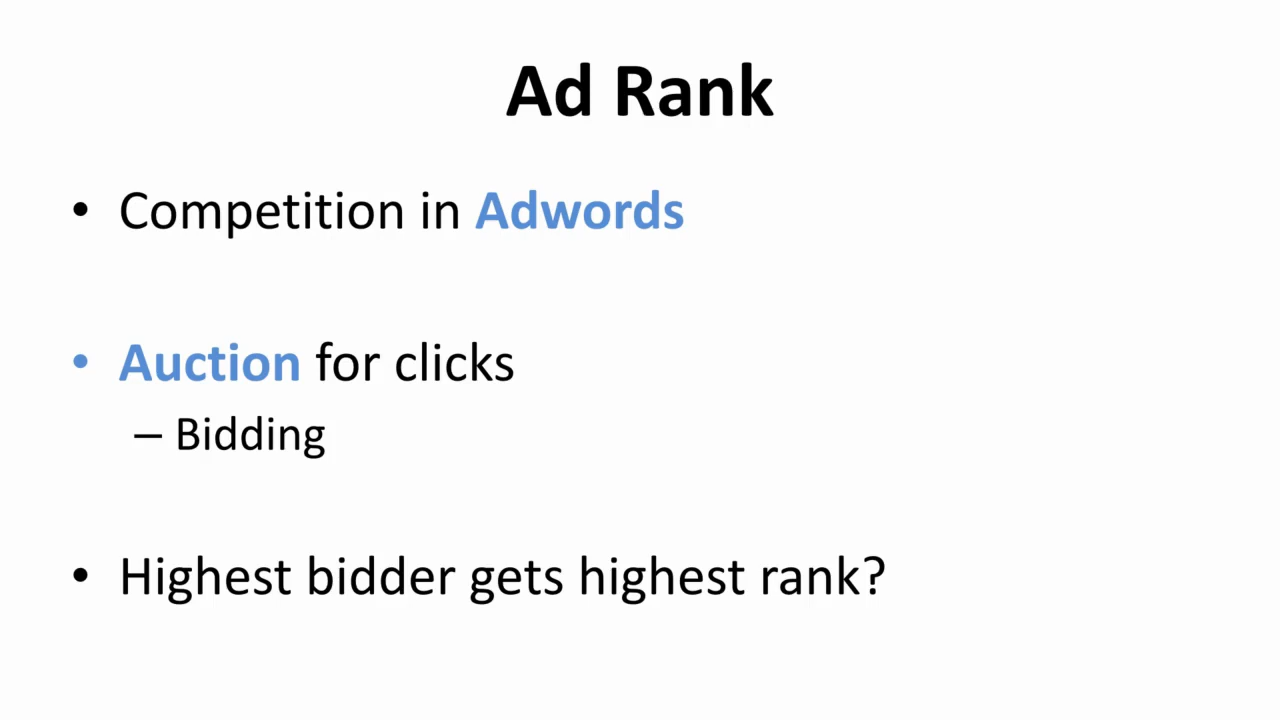 Ad Rank
• Competition in Adwords
• Auction for clicks
– Bidding
• Highest bidder gets highest rank?